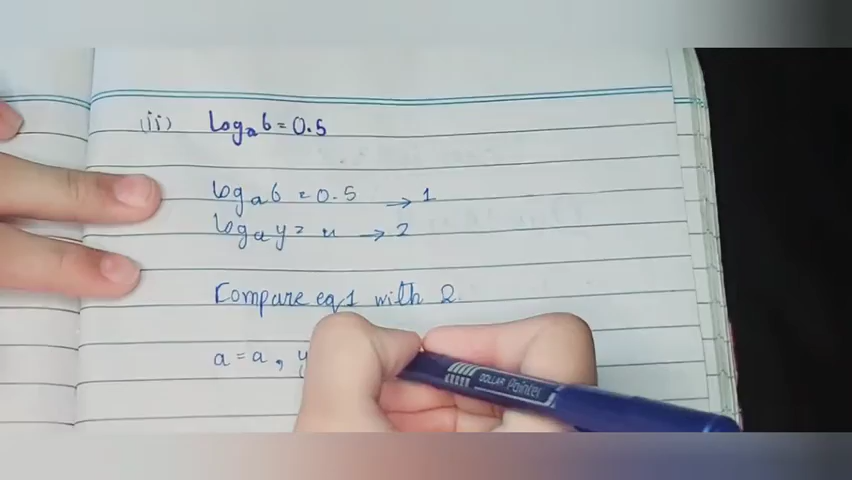 (ii) log_a 6 = 0.5
log_a 6 = 0.5 → 1
log_a y = x → 2
Compare eq 1 with 2.
a = a , y
DOLLAR Pointer